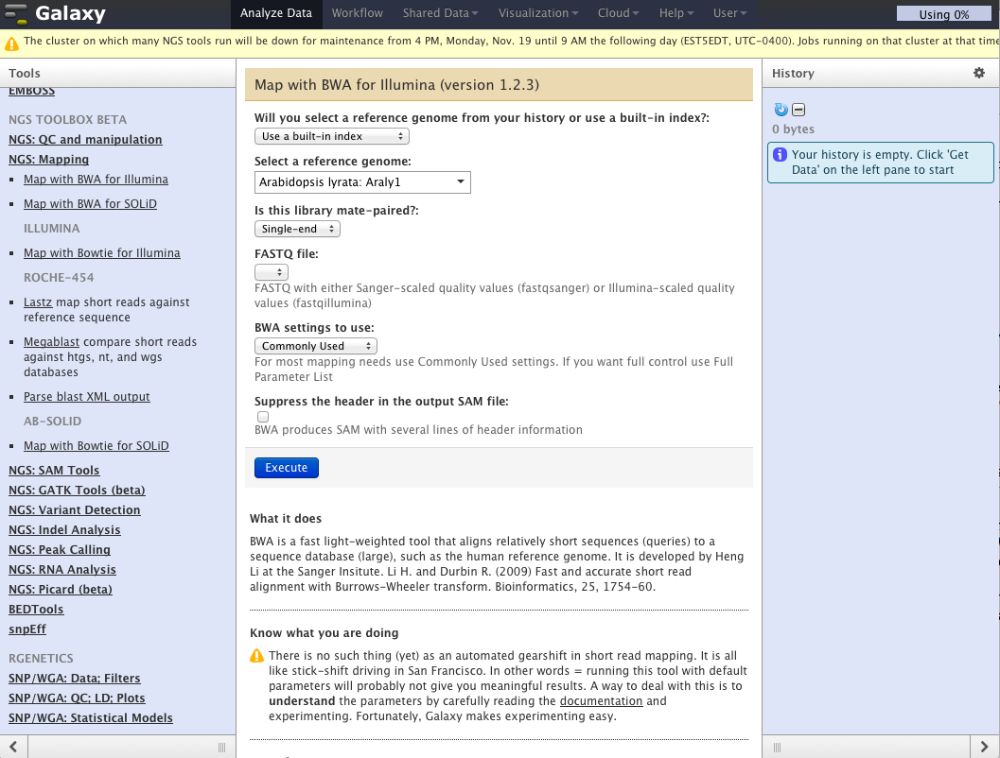 Galaxy
Analyze Data
Workflow
Shared Data
Visualization
Cloud
Help
User
Using 0%
The cluster on which many NGS tools run will be down for maintenance from 4 PM, Monday, Nov. 19 until 9 AM the following day (EST5EDT, UTC-0400). Jobs running on that cluster at that time
Tools
EMBOSS
NGS TOOLBOX BETA
NGS: QC and manipulation
NGS: Mapping
Map with BWA for Illumina
Map with BWA for SOLiD
ILLUMINA
Map with Bowtie for Illumina
ROCHE-454
Lastz map short reads against
reference sequence
Megablast compare short reads
against htgs, nt, and wgs
databases
Parse blast XML output
AB-SOLID
Map with Bowtie for SOLiD
NGS: SAM Tools
NGS: GATK Tools (beta)
NGS: Variant Detection
NGS: Indel Analysis
NGS: Peak Calling
NGS: RNA Analysis
NGS: Picard (beta)
BEDTools
snpEff
RGENETICS
SNP/WGA: Data; Filters
SNP/WGA: QC; LD; Plots
SNP/WGA: Statistical Models
Map with BWA for Illumina (version 1.2.3)
Will you select a reference genome from your history or use a built-in index?:
Use a built-in index
Select a reference genome:
Arabidopsis lyrata: Araly1
Is this library mate-paired?:
Single-end
FASTQ file:
FASTQ with either Sanger-scaled quality values (fastqsanger) or Illumina-scaled quality
values (fastqillumina)
BWA settings to use:
Commonly Used
For most mapping needs use Commonly Used settings. If you want full control use Full
Parameter List
Suppress the header in the output SAM file:
BWA produces SAM with several lines of header information
Execute
What it does
BWA is a fast light-weighted tool that aligns relatively short sequences (queries) to a
sequence database (large), such as the human reference genome. It is developed by Heng
Li at the Sanger Insitute. Li H. and Durbin R. (2009) Fast and accurate short read
alignment with Burrows-Wheeler transform. Bioinformatics, 25, 1754-60.
Know what you are doing
There is no such thing (yet) as an automated gearshift in short read mapping. It is all
like stick-shift driving in San Francisco. In other words = running this tool with default
parameters will probably not give you meaningful results. A way to deal with this is to
understand the parameters by carefully reading the documentation and
experimenting. Fortunately, Galaxy makes experimenting easy.
History
0 bytes
Your history is empty. Click 'Get
Data' on the left pane to start